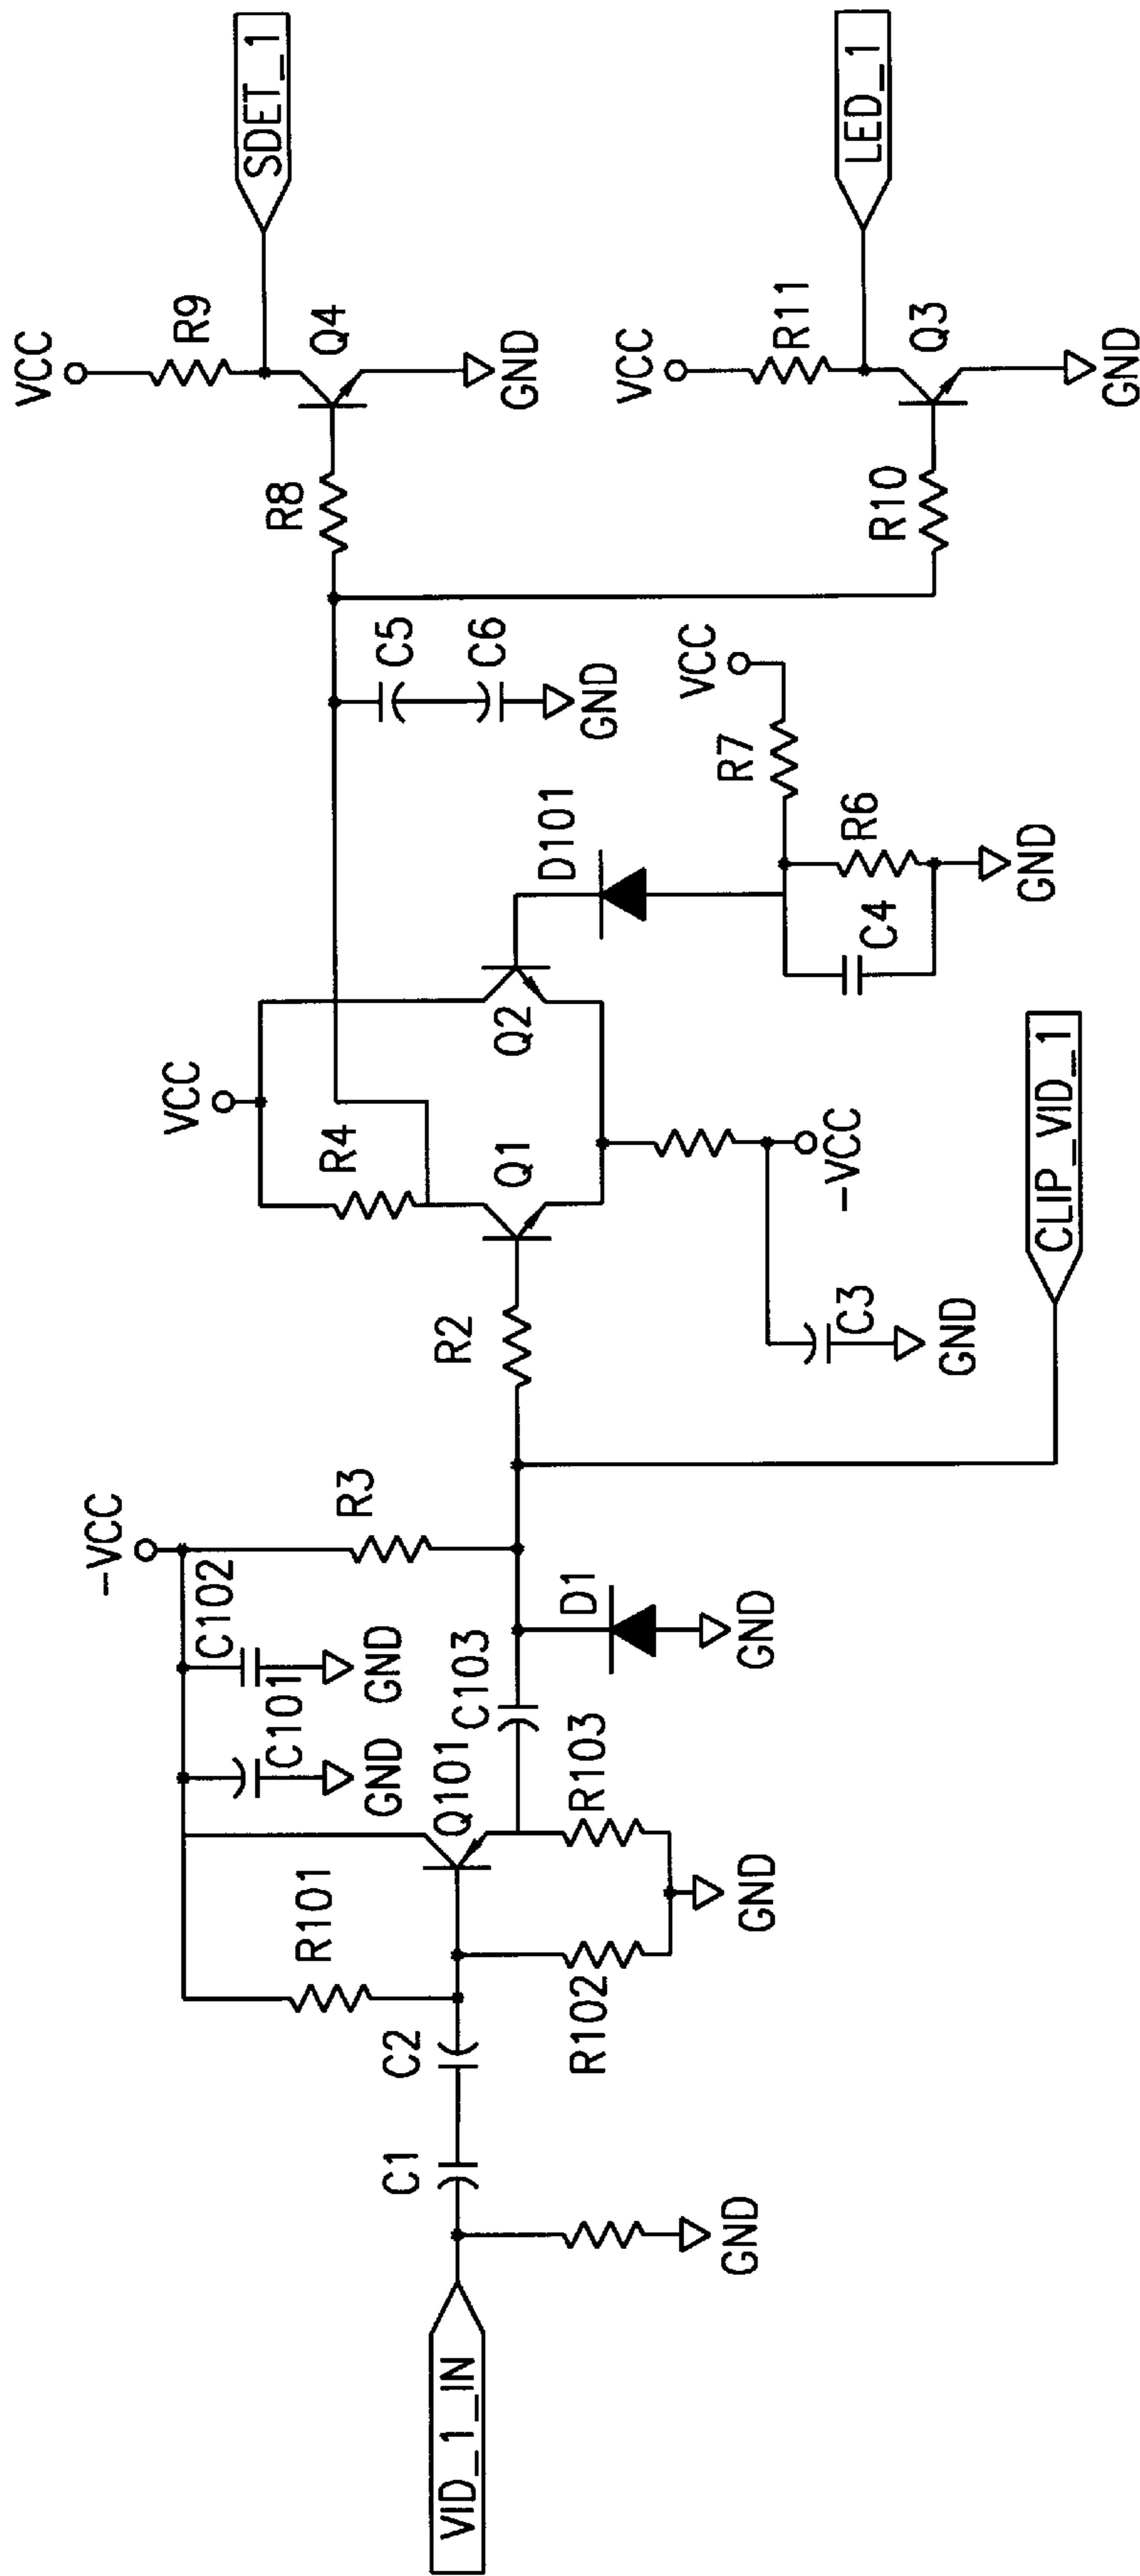 VID_1_IN
GND
C1
C2
R101
R102
GND
R103
Q101
C101
GND
C102
GND
-VCC
C103
D1
GND
R3
R2
CLIP_VID_1
C3
GND
-VCC
Q1
R4
VCC
Q2
D101
C4
R6
GND
R7
VCC
C5
C6
GND
R8
R10
VCC
R9
Q4
GND
SDET_1
VCC
R11
Q3
GND
LED_1